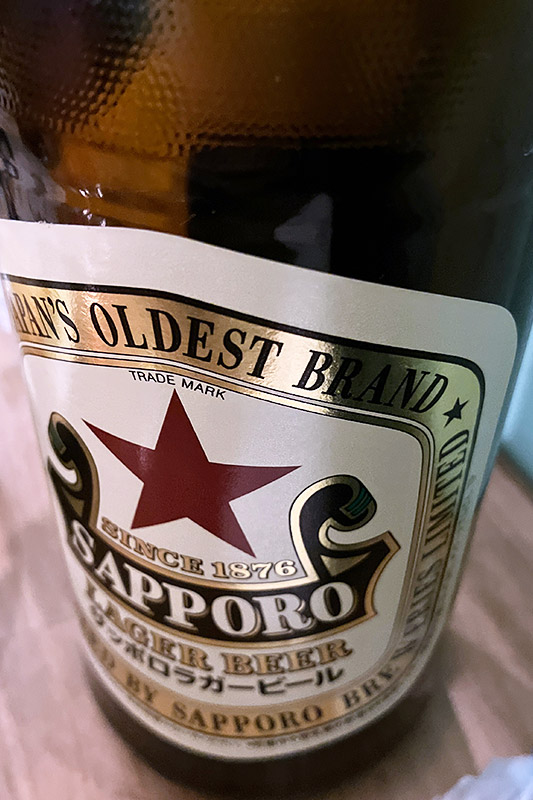 OLDEST BRAND
TRADE MARK
SINCE 1876
SAPPORO
LAGER BEER
サッポロラガービール
BY SAPPORO